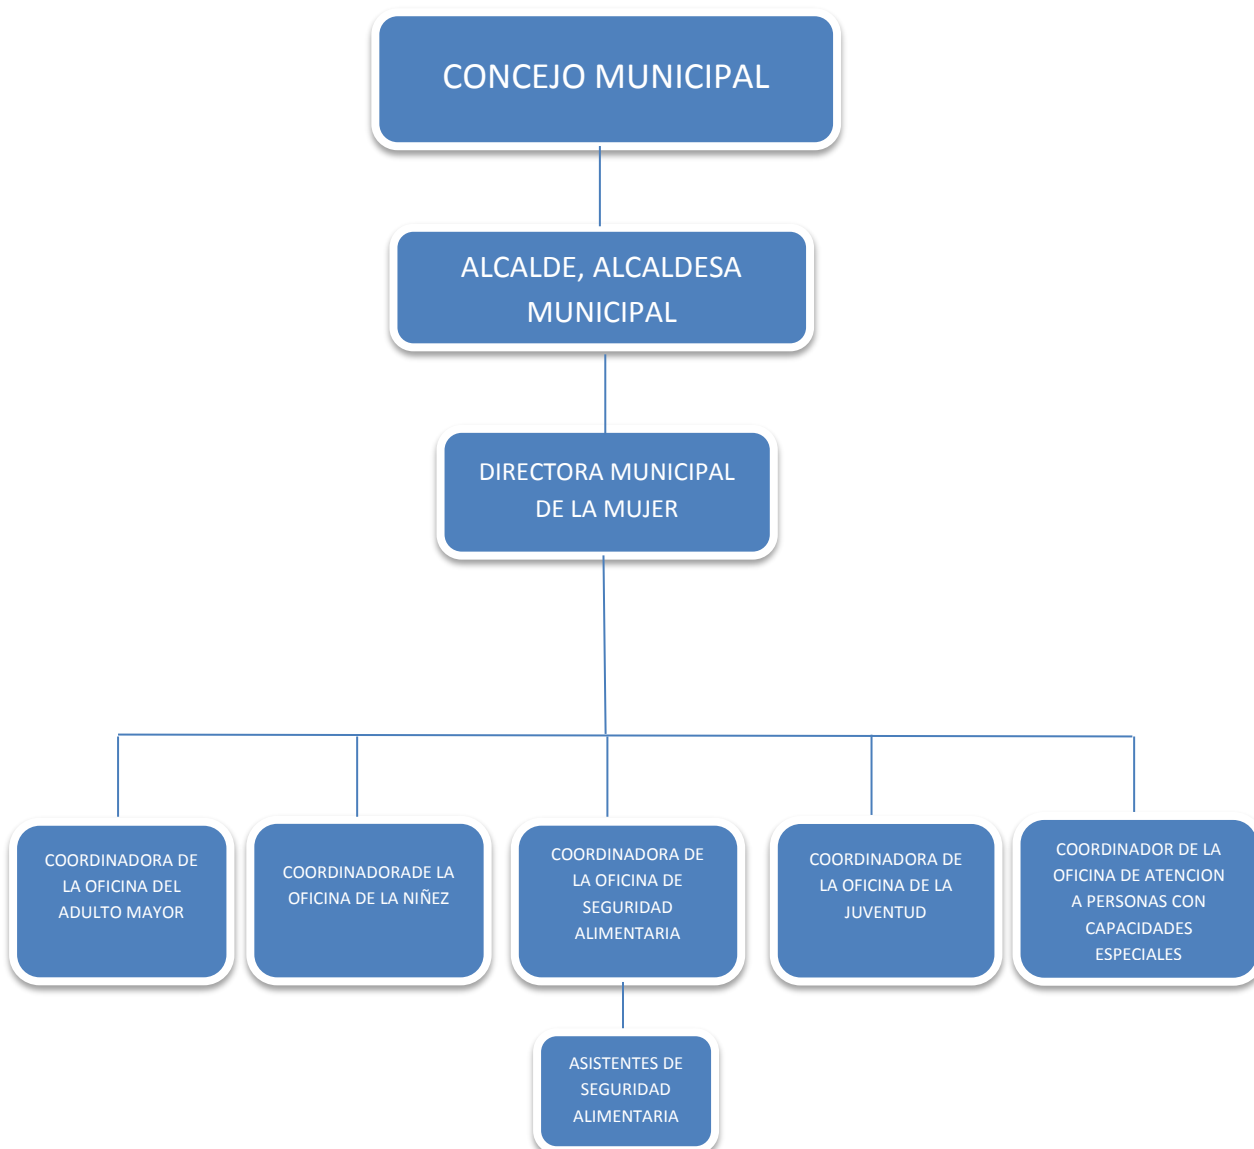 CONCEJO MUNICIPAL
ALCALDE, ALCALDESA
MUNICIPAL
DIRECTORA MUNICIPAL
DE LA MUJER
COORDINADORA DE
LA OFICINA DEL
ADULTO MAYOR
COORDINADORADE LA
OFICINA DE LA NIÑEZ
COORDINADORA DE
LA OFICINA DE
SEGURIDAD
ALIMENTARIA
COORDINADORA DE
LA OFICINA DE LA
JUVENTUD
COORDINADOR DE LA
OFICINA DE ATENCION
A PERSONAS CON
CAPACIDADES
ESPECIALES
ASISTENTES DE
SEGURIDAD
ALIMENTARIA